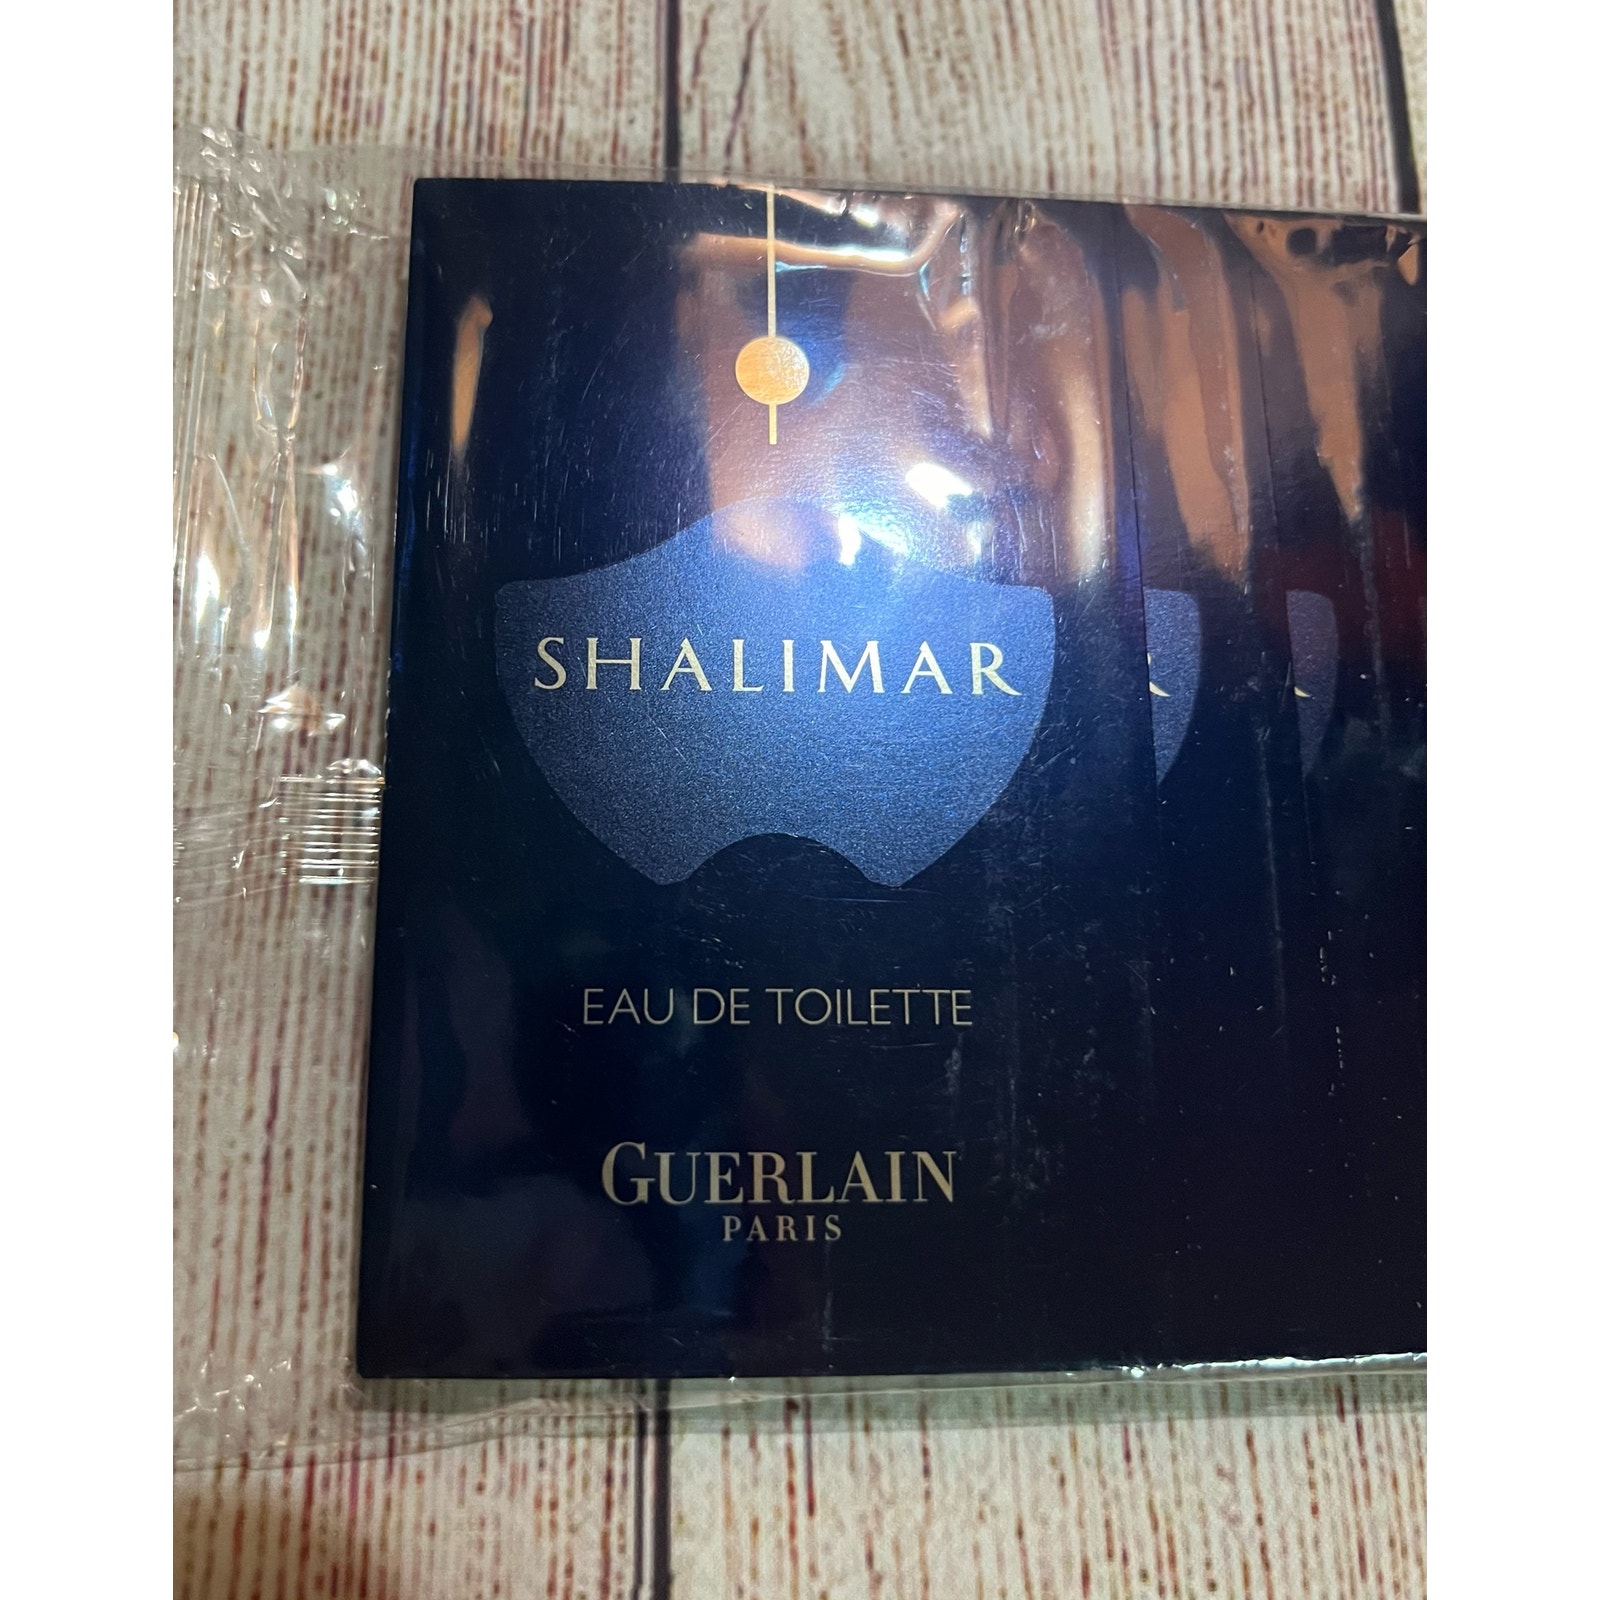 SHALIMAR
R
R
EAU DE TOILETTE
GUERLAIN
PARIS